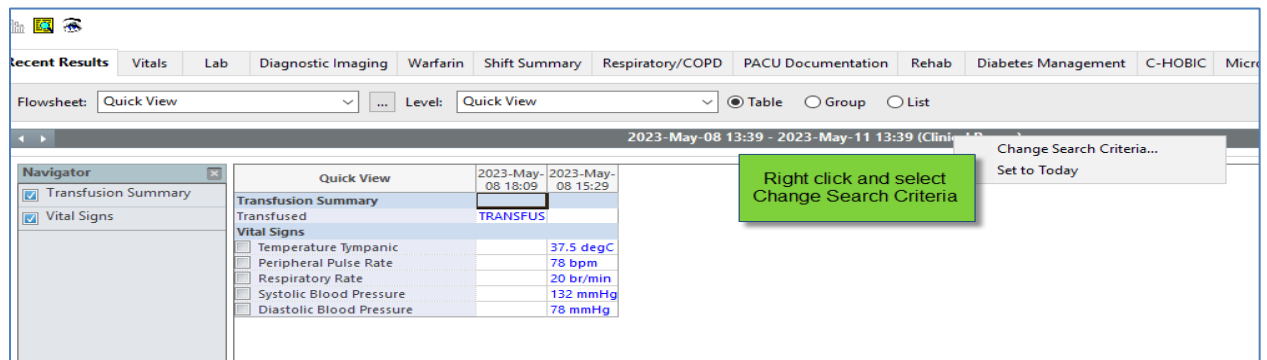 Recent Results Vitals Lab Diagnostic Imaging Warfarin Shift Summary Respiratory/COPD PACU Documentation Rehab Diabetes Management C-HOBIC Micro
Flowsheet: Quick View ... Level: Quick View Table Group List
2023-May-08 13:39 - 2023-May-11 13:39 (Clini
Change Search Criteria...
Set to Today
Right click and select
Change Search Criteria
Navigator
Transfusion Summary
Vital Signs
Quick View 2023-May-08 18:09 2023-May-08 15:29
Transfusion Summary
Transfused TRANSFUS
Vital Signs
Temperature Tympanic 37.5 degC
Peripheral Pulse Rate 78 bpm
Respiratory Rate 20 br/min
Systolic Blood Pressure 132 mmHg
Diastolic Blood Pressure 78 mmHg